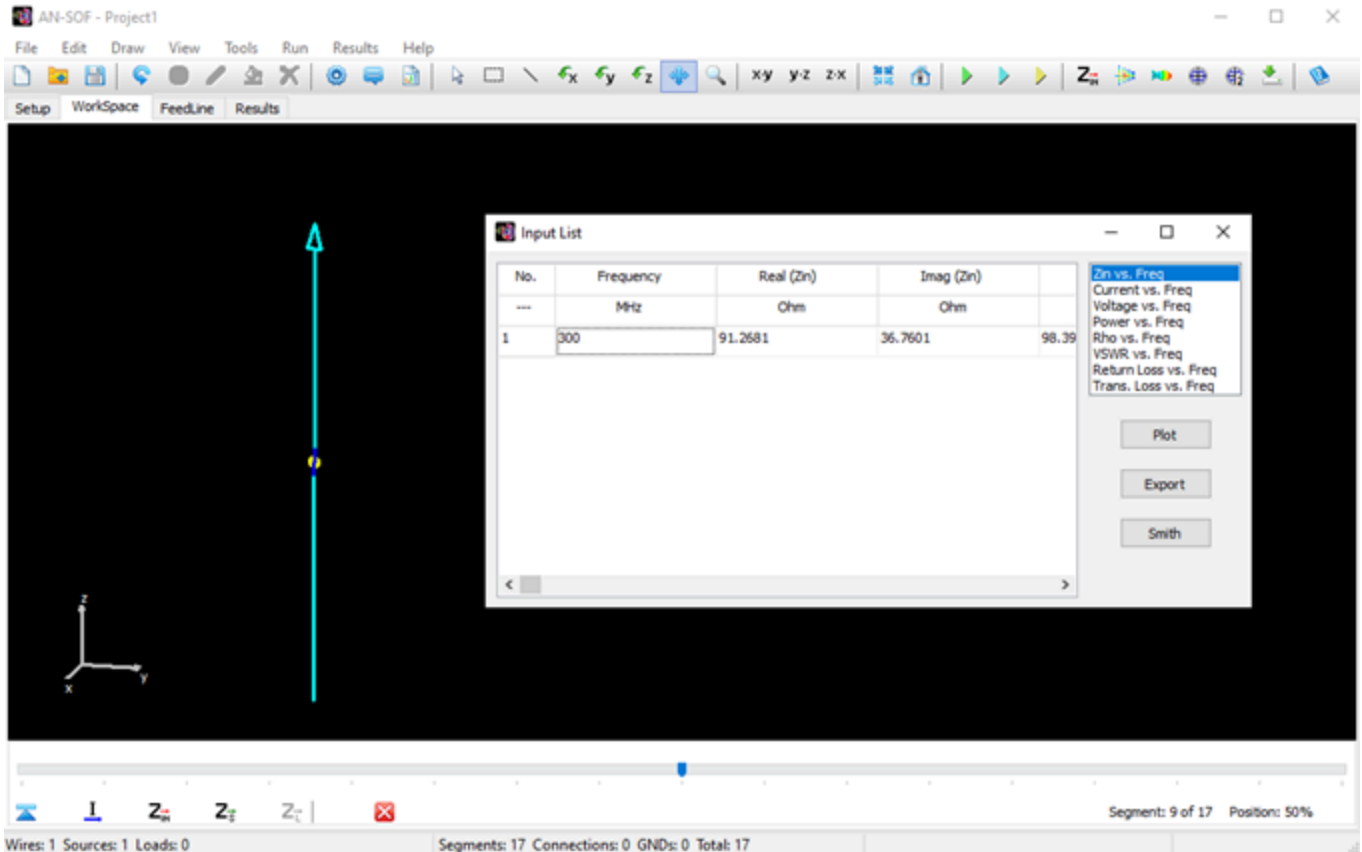 AN-SOF - Project1
File Edit Draw View Tools Run Results Help
x y z x·y y·z z·x Z IN 2
Setup WorkSpace FeedLine Results
Input List
No. Frequency Real (Zin) Imag (Zin)
--- MHz Ohm Ohm
1 300 91.2681 36.7601 98.39
Zin vs. Freq
Current vs. Freq
Voltage vs. Freq
Power vs. Freq
Rho vs. Freq
VSWR vs. Freq
Return Loss vs. Freq
Trans. Loss vs. Freq
Plot
Export
Smith
z
y
x
I Z IN Z S Z L
Segment: 9 of 17 Position: 50%
Wires: 1 Sources: 1 Loads: 0 Segments: 17 Connections: 0 GNDs: 0 Total: 17